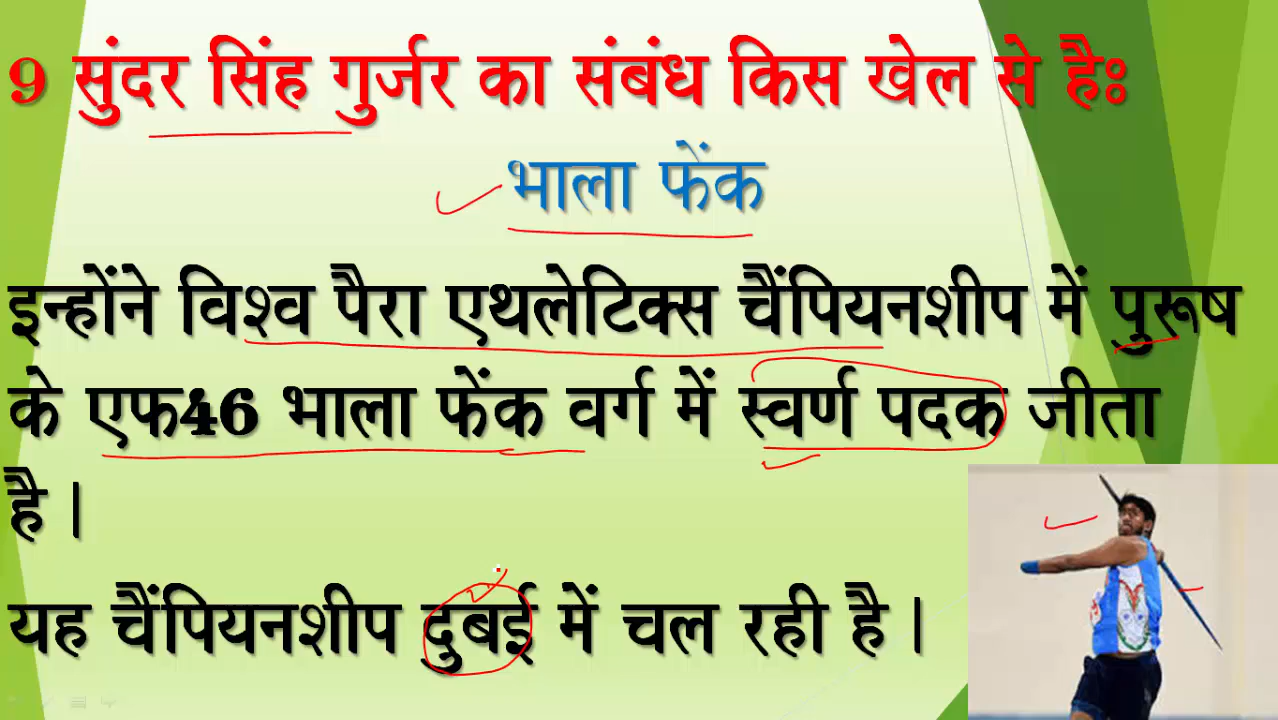 9 सुंदर सिंह गुर्जर का संबंध किस खेल से हैः
भाला फेंक
इन्होंने विश्व पैरा एथलेटिक्स चैंपियनशीप में पुरूष
के एफ46 भाला फेंक वर्ग में स्वर्ण पदक जीता
है।
यह चैंपियनशीप दुबई में चल रही है।